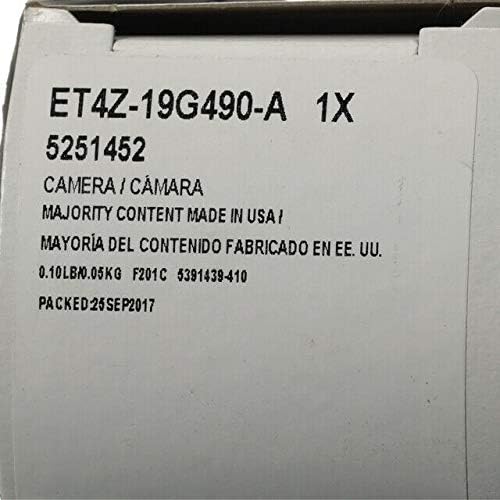 ET4Z-19G490-A 1X
5251452
CAMERA / CÁMARA
MAJORITY CONTENT MADE IN USA /
MAYORÍA DEL CONTENIDO FABRICADO EN EE. UU.
0.10LB/0.05KG F201C 5391439-410
PACKED:25SEP2017